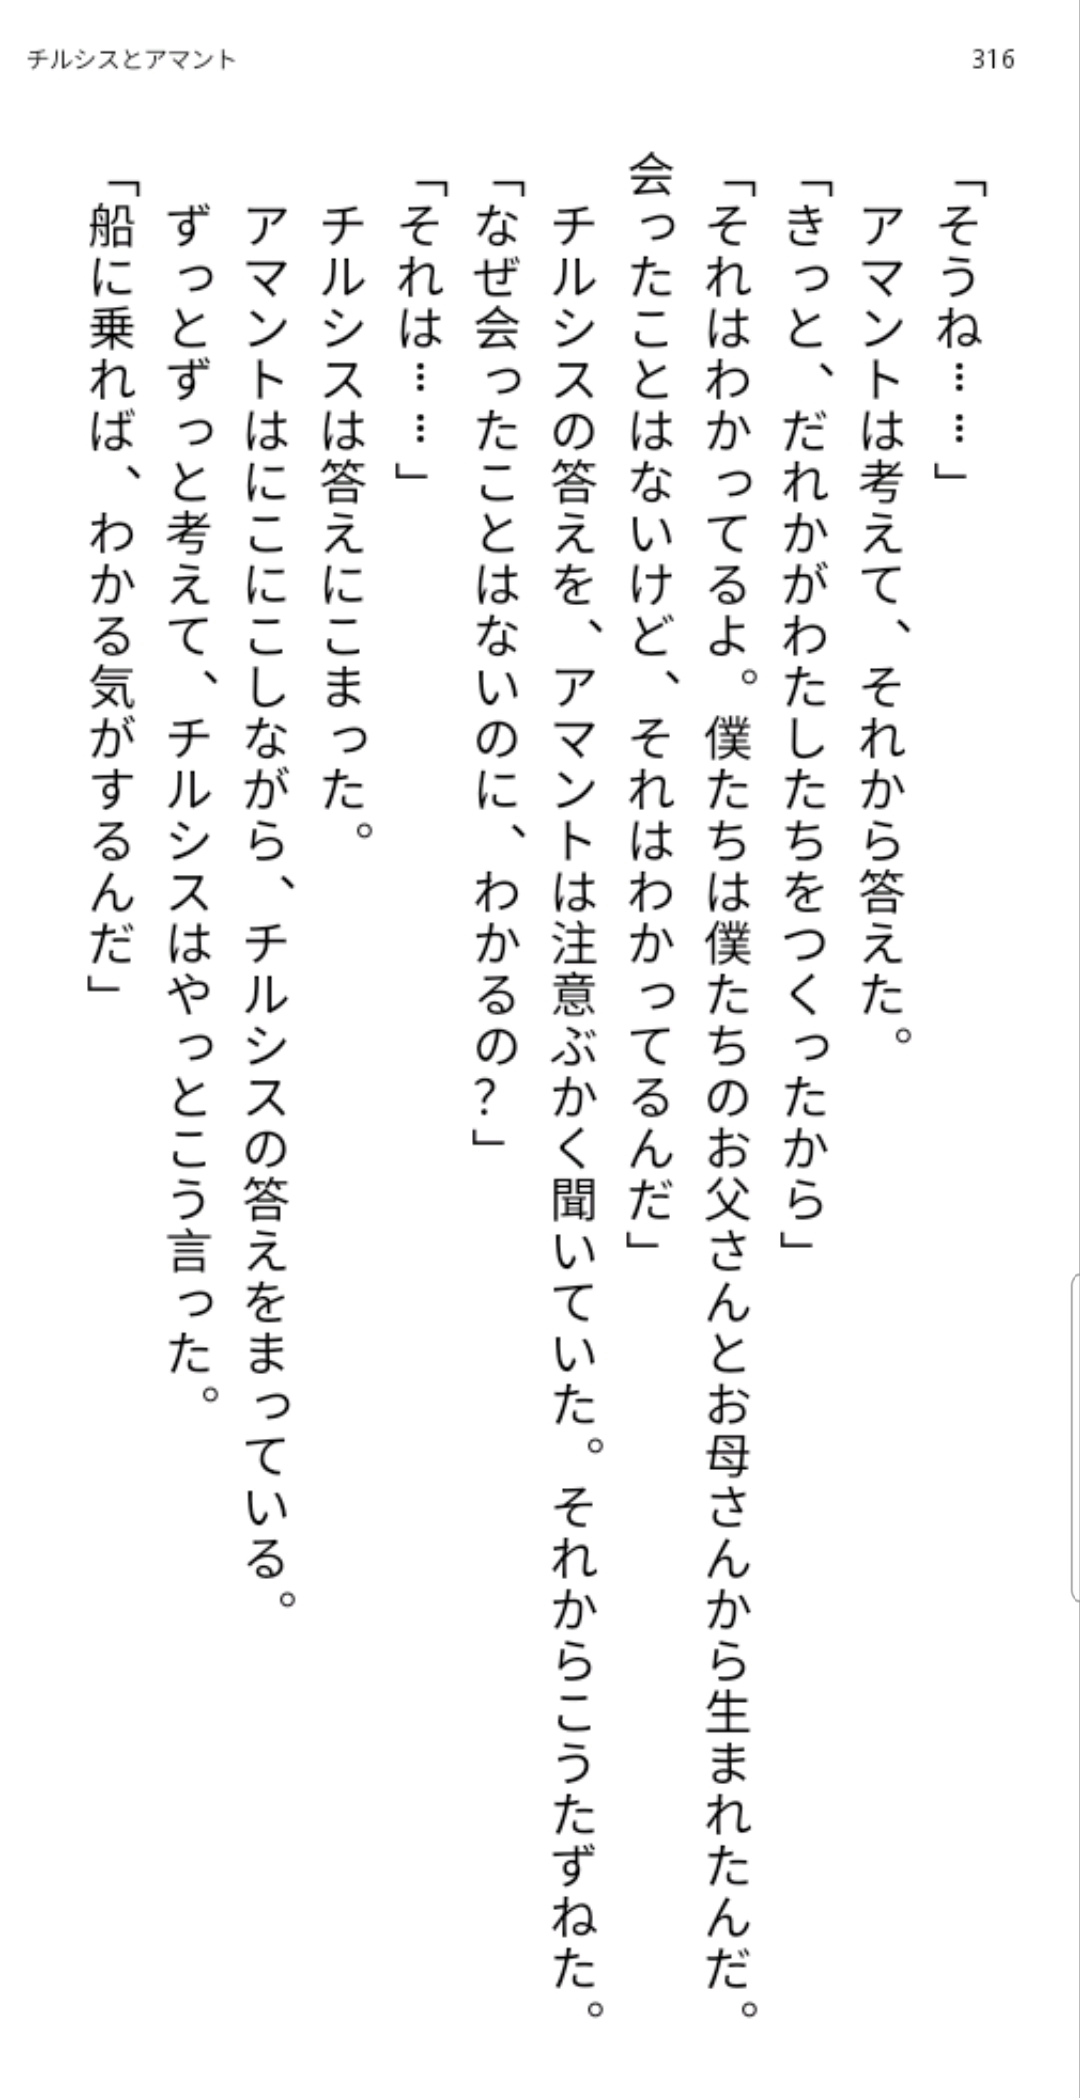 チルシスとアマント
316
「そうね……」
アマントは考えて、それから答えた。
「きっと、だれかがわたしたちをつくったから」
「それはわかってるよ。僕たちは僕たちのお父さんとお母さんから生まれたんだ。
会ったことはないけど、それはわかってるんだ」
チルシスの答えを、アマントは注意ぶかく聞いていた。それからこうたずねた。
「なぜ会ったことはないのに、わかるの？」
「それは……」
チルシスは答えにこまった。
アマントはにこにこしながら、チルシスの答えをまっている。
ずっとずっと考えて、チルシスはやっとこう言った。
「船に乗れば、わかる気がするんだ」